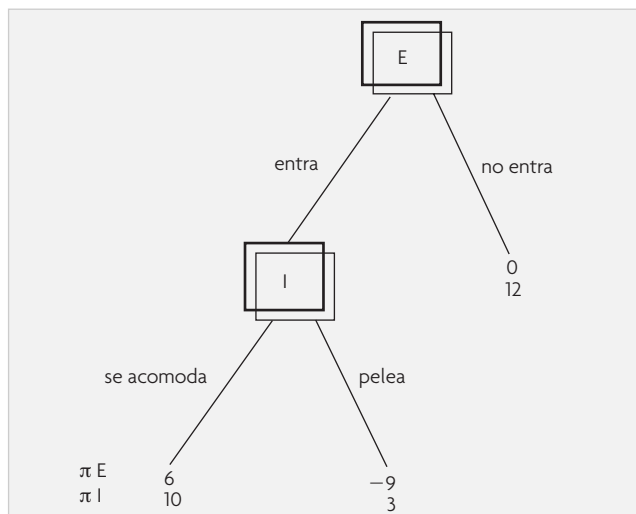 E
entra
no entra
0
12
I
se acomoda
pelea
π E
6
−9
π I
10
3